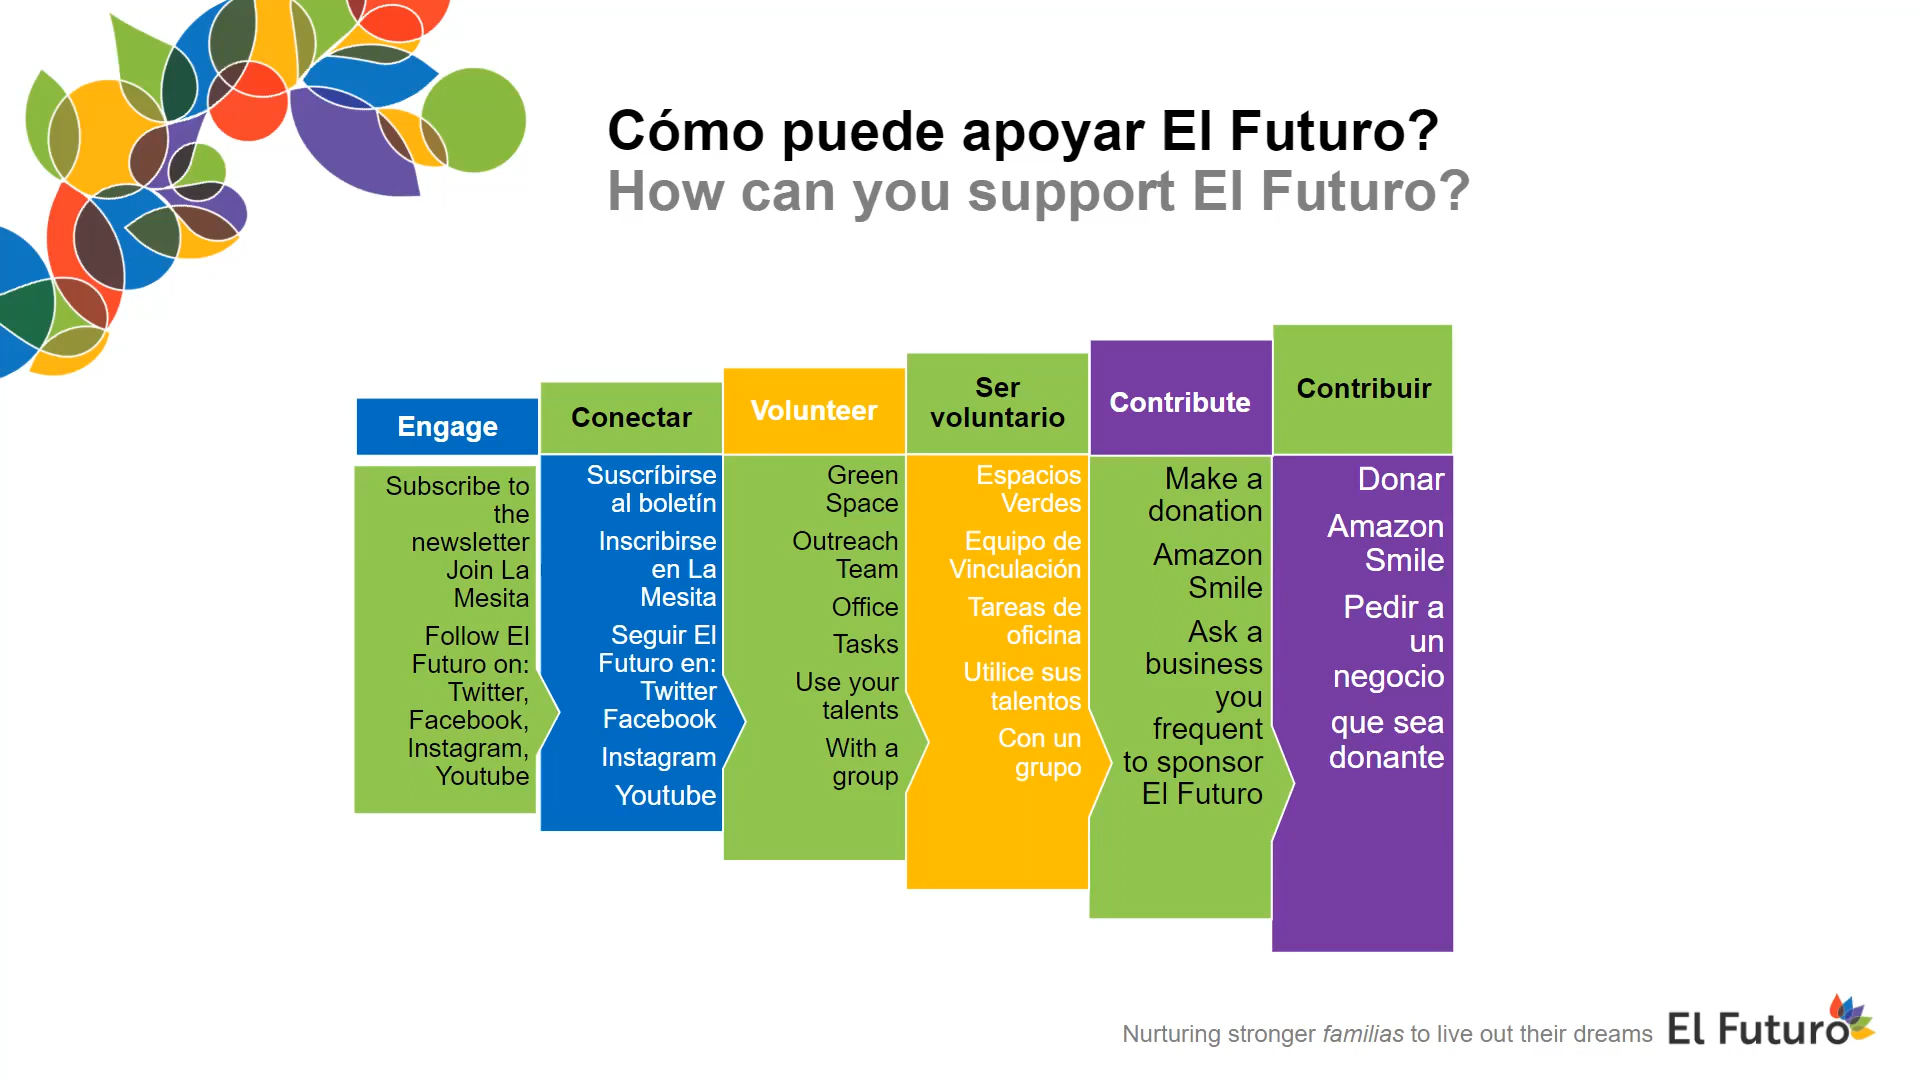 Cómo puede apoyar El Futuro?
How can you support El Futuro?
Engage
Subscribe to
the
newsletter
Join La
Mesita
Follow El
Futuro on:
Twitter,
Facebook,
Instagram,
Youtube
Conectar
Suscríbirse
al boletín
Inscribirse
en La
Mesita
Seguir El
Futuro en:
Twitter
Facebook
Instagram
Youtube
Volunteer
Green
Space
Outreach
Team
Office
Tasks
Use your
talents
With a
group
Ser
voluntario
Espacios
Verdes
Equipo de
Vinculación
Tareas de
oficina
Utilice sus
talentos
Con un
grupo
Contribute
Make a
donation
Amazon
Smile
Ask a
business
you
frequent
to sponsor
El Futuro
Contribuir
Donar
Amazon
Smile
Pedir a
un
negocio
que sea
donante
Nurturing stronger familias to live out their dreams
El Futuro